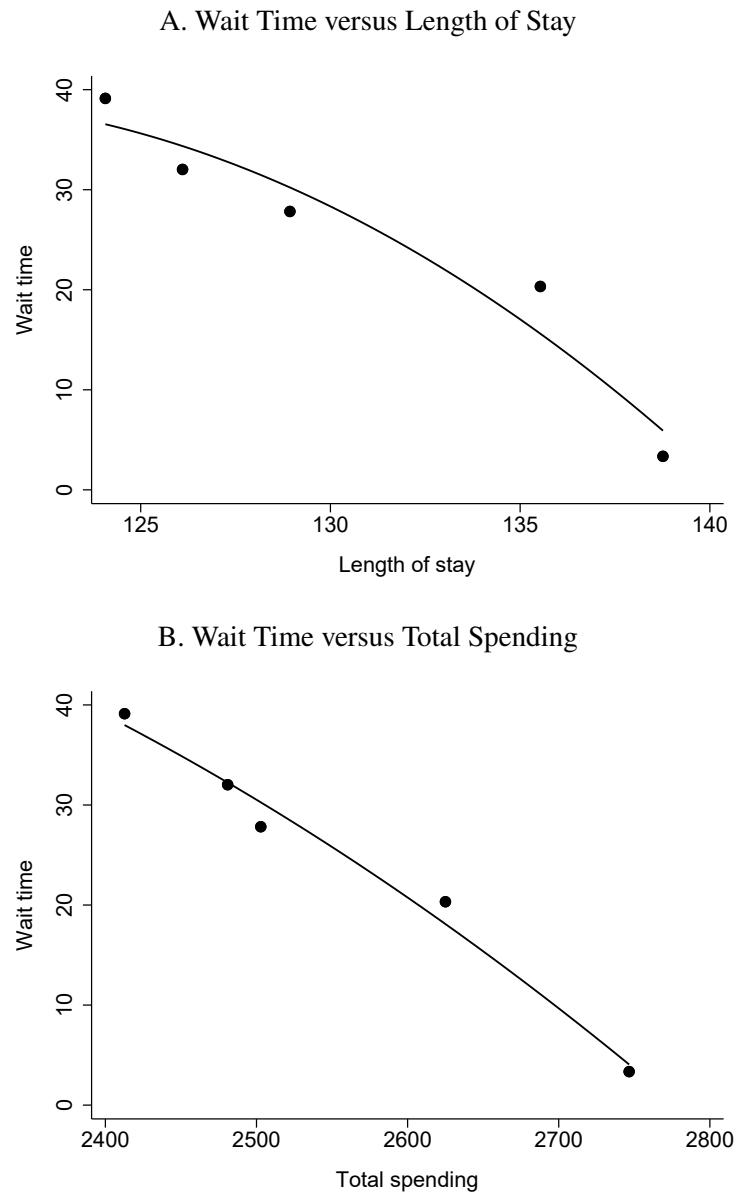 A. Wait Time versus Length of Stay
40
30
20
10
0
Wait time
125 130 135 140
Length of stay
B. Wait Time versus Total Spending
40
30
20
10
0
Wait time
2400 2500 2600 2700 2800
Total spending